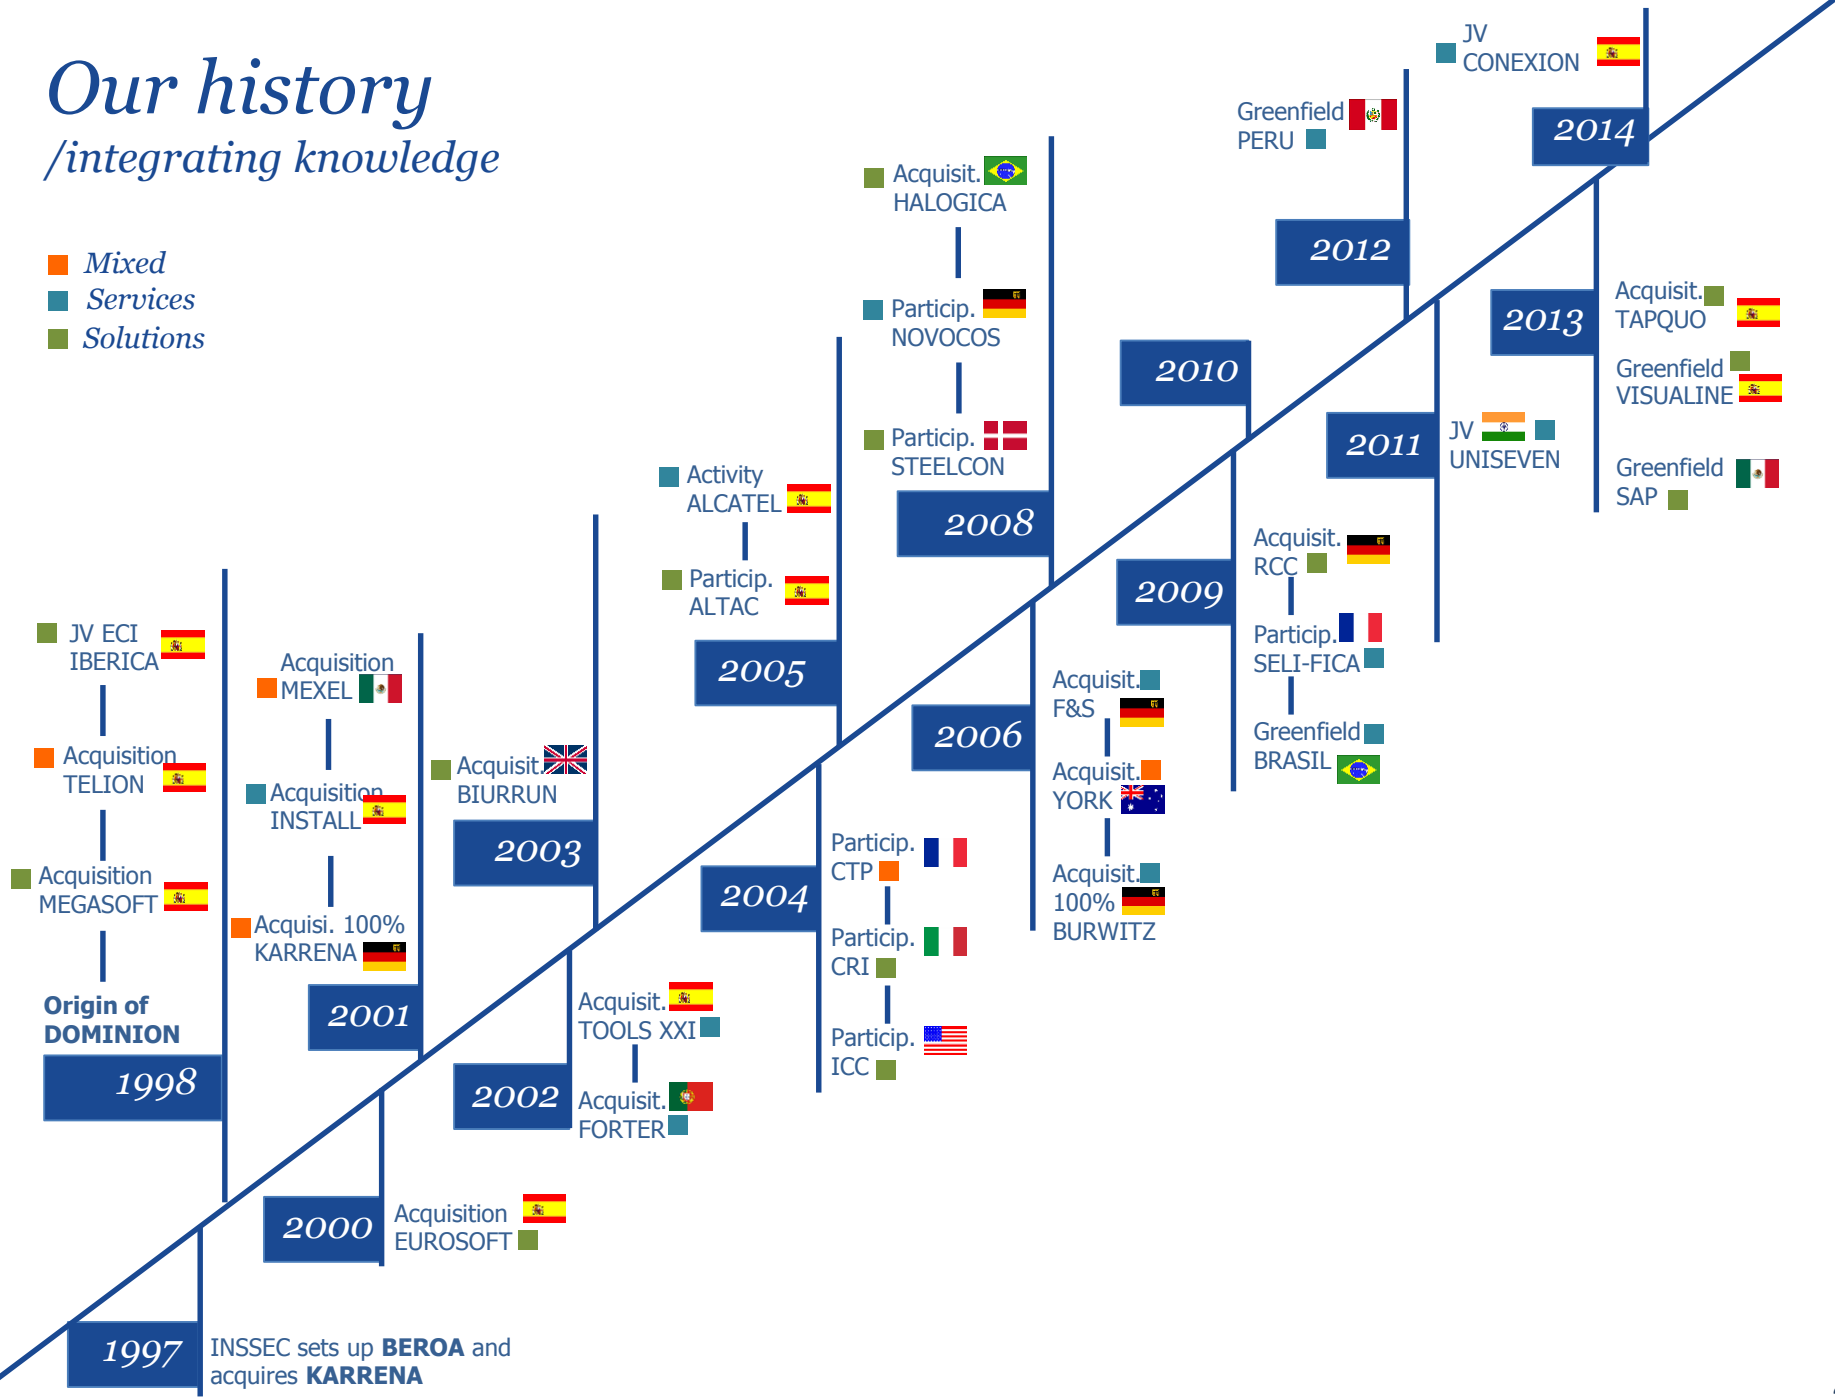 Our history
/integrating knowledge
Mixed
Services
Solutions
JV ECI
IBERICA
Acquisition
TELION
Acquisition
MEGASOFT
Origin of
DOMINION
1998
Acquisition
MEXEL
Acquisition
INSTALL
Acquisi. 100%
KARRENA
2001
Acquisit.
BIURRUN
2003
Activity
ALCATEL
Particip.
ALTAC
2005
Acquisit.
HALOGICA
Particip.
NOVOCOS
Particip.
STEELCON
2008
2010
Greenfield
PERU
2012
JV
CONEXION
2014
1997
INSSEC sets up BEROA and
acquires KARRENA
2000
Acquisition
EUROSOFT
2002
Acquisit.
TOOLS XXI
Acquisit.
FORTER
2004
Particip.
CTP
Particip.
CRI
Particip.
ICC
2006
Acquisit.
F&S
Acquisit.
YORK
Acquisit.
100%
BURWITZ
2009
Acquisit.
RCC
Particip.
SELI-FICA
Greenfield
BRASIL
2011
JV
UNISEVEN
2013
Acquisit.
TAPQUO
Greenfield
VISUALINE
Greenfield
SAP